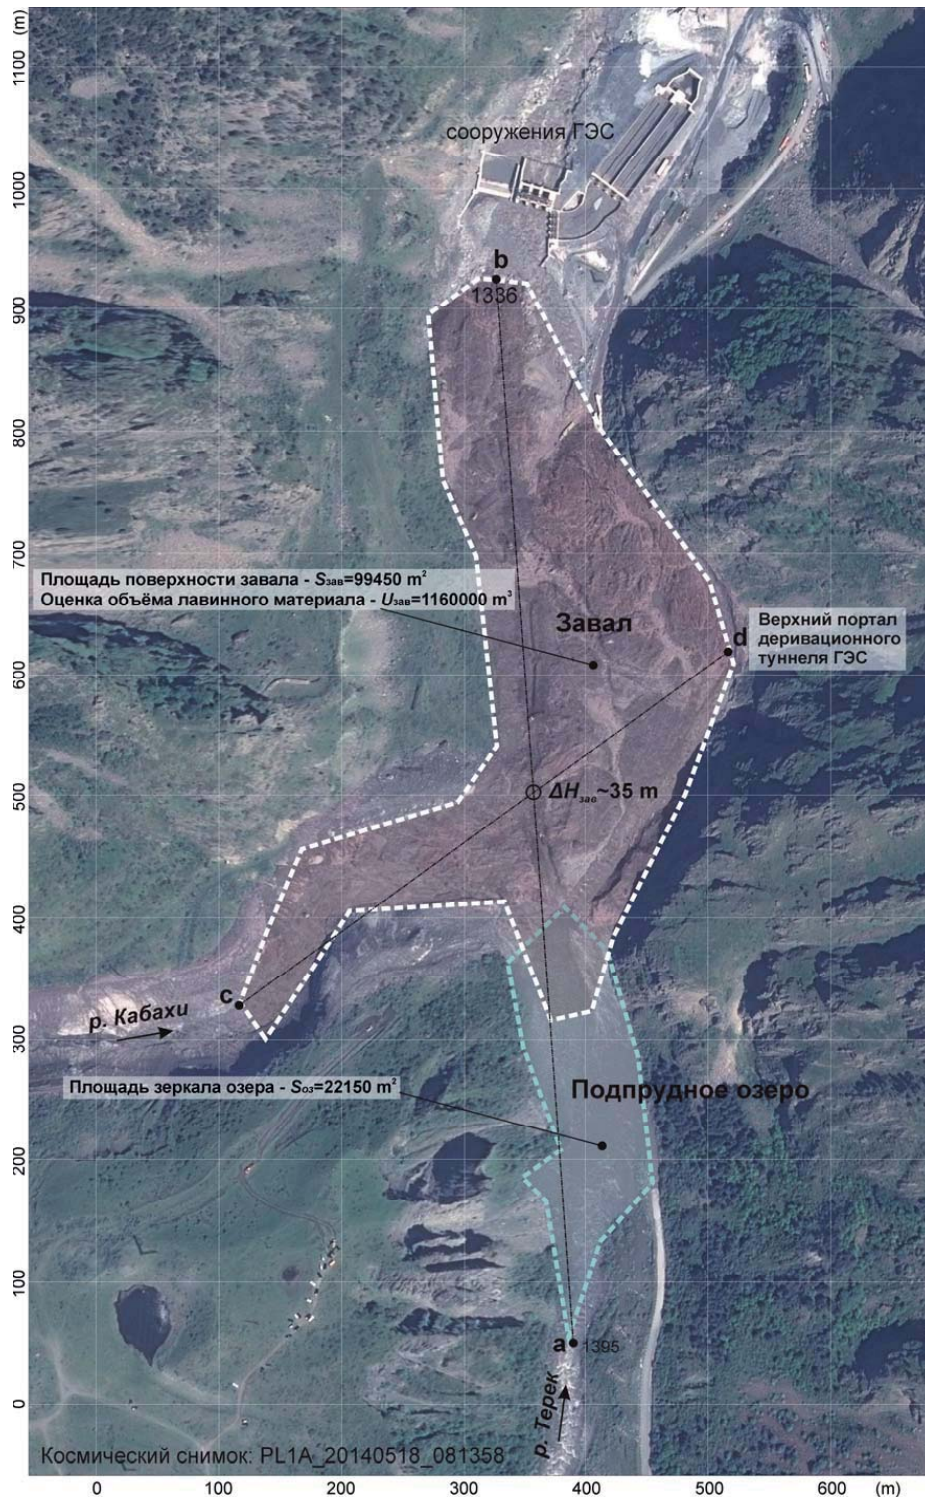 (m)
1100
сооружения ГЭС
1000
b
1336
900
800
700
Площадь поверхности завала - Sзав=99450 m²
Оценка объёма лавинного материала - Uзав=1160000 m³
Завал
d
Верхний портал
деривационного
туннеля ГЭС
600
500
ΔHзав~35 m
400
c
р. Кабахи
300
Площадь зеркала озера - Sоз=22150 m²
Подпрудное озеро
200
100
a
1395
0
р. Терек
Космический снимок: PL1A_20140518_081358
0 100 200 300 400 500 600 (m)